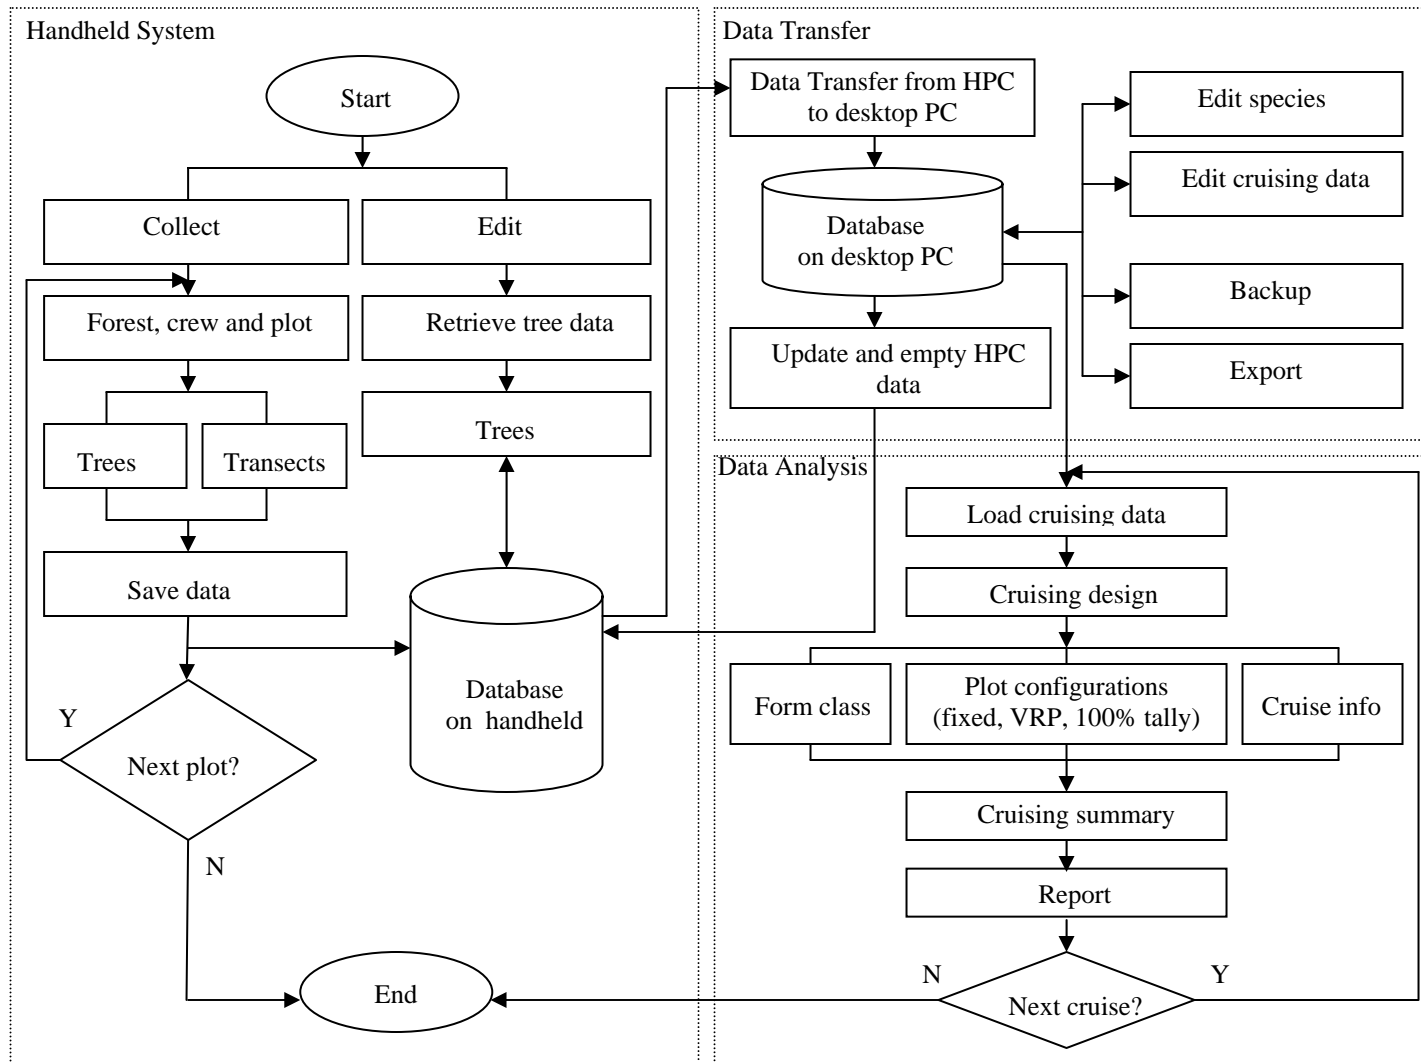 Handheld System
Start
Collect
Edit
Forest, crew and plot
Retrieve tree data
Trees
Transects
Trees
Save data
Database
on handheld
Y
Next plot?
N
End
Data Transfer
Data Transfer from HPC
to desktop PC
Edit species
Edit cruising data
Database
on desktop PC
Backup
Update and empty HPC
data
Export
Data Analysis
Load cruising data
Cruising design
Form class
Plot configurations
(fixed, VRP, 100% tally)
Cruise info
Cruising summary
Report
N
Y
Next cruise?